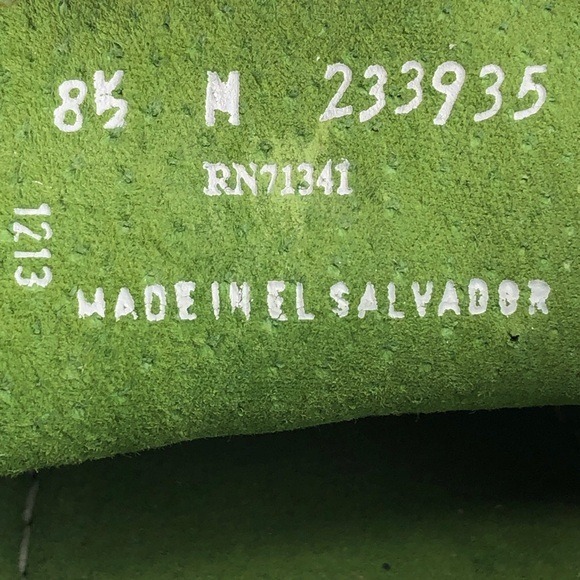 8½ M 233935
RN71341
1213
MADE IN EL SALVADOR